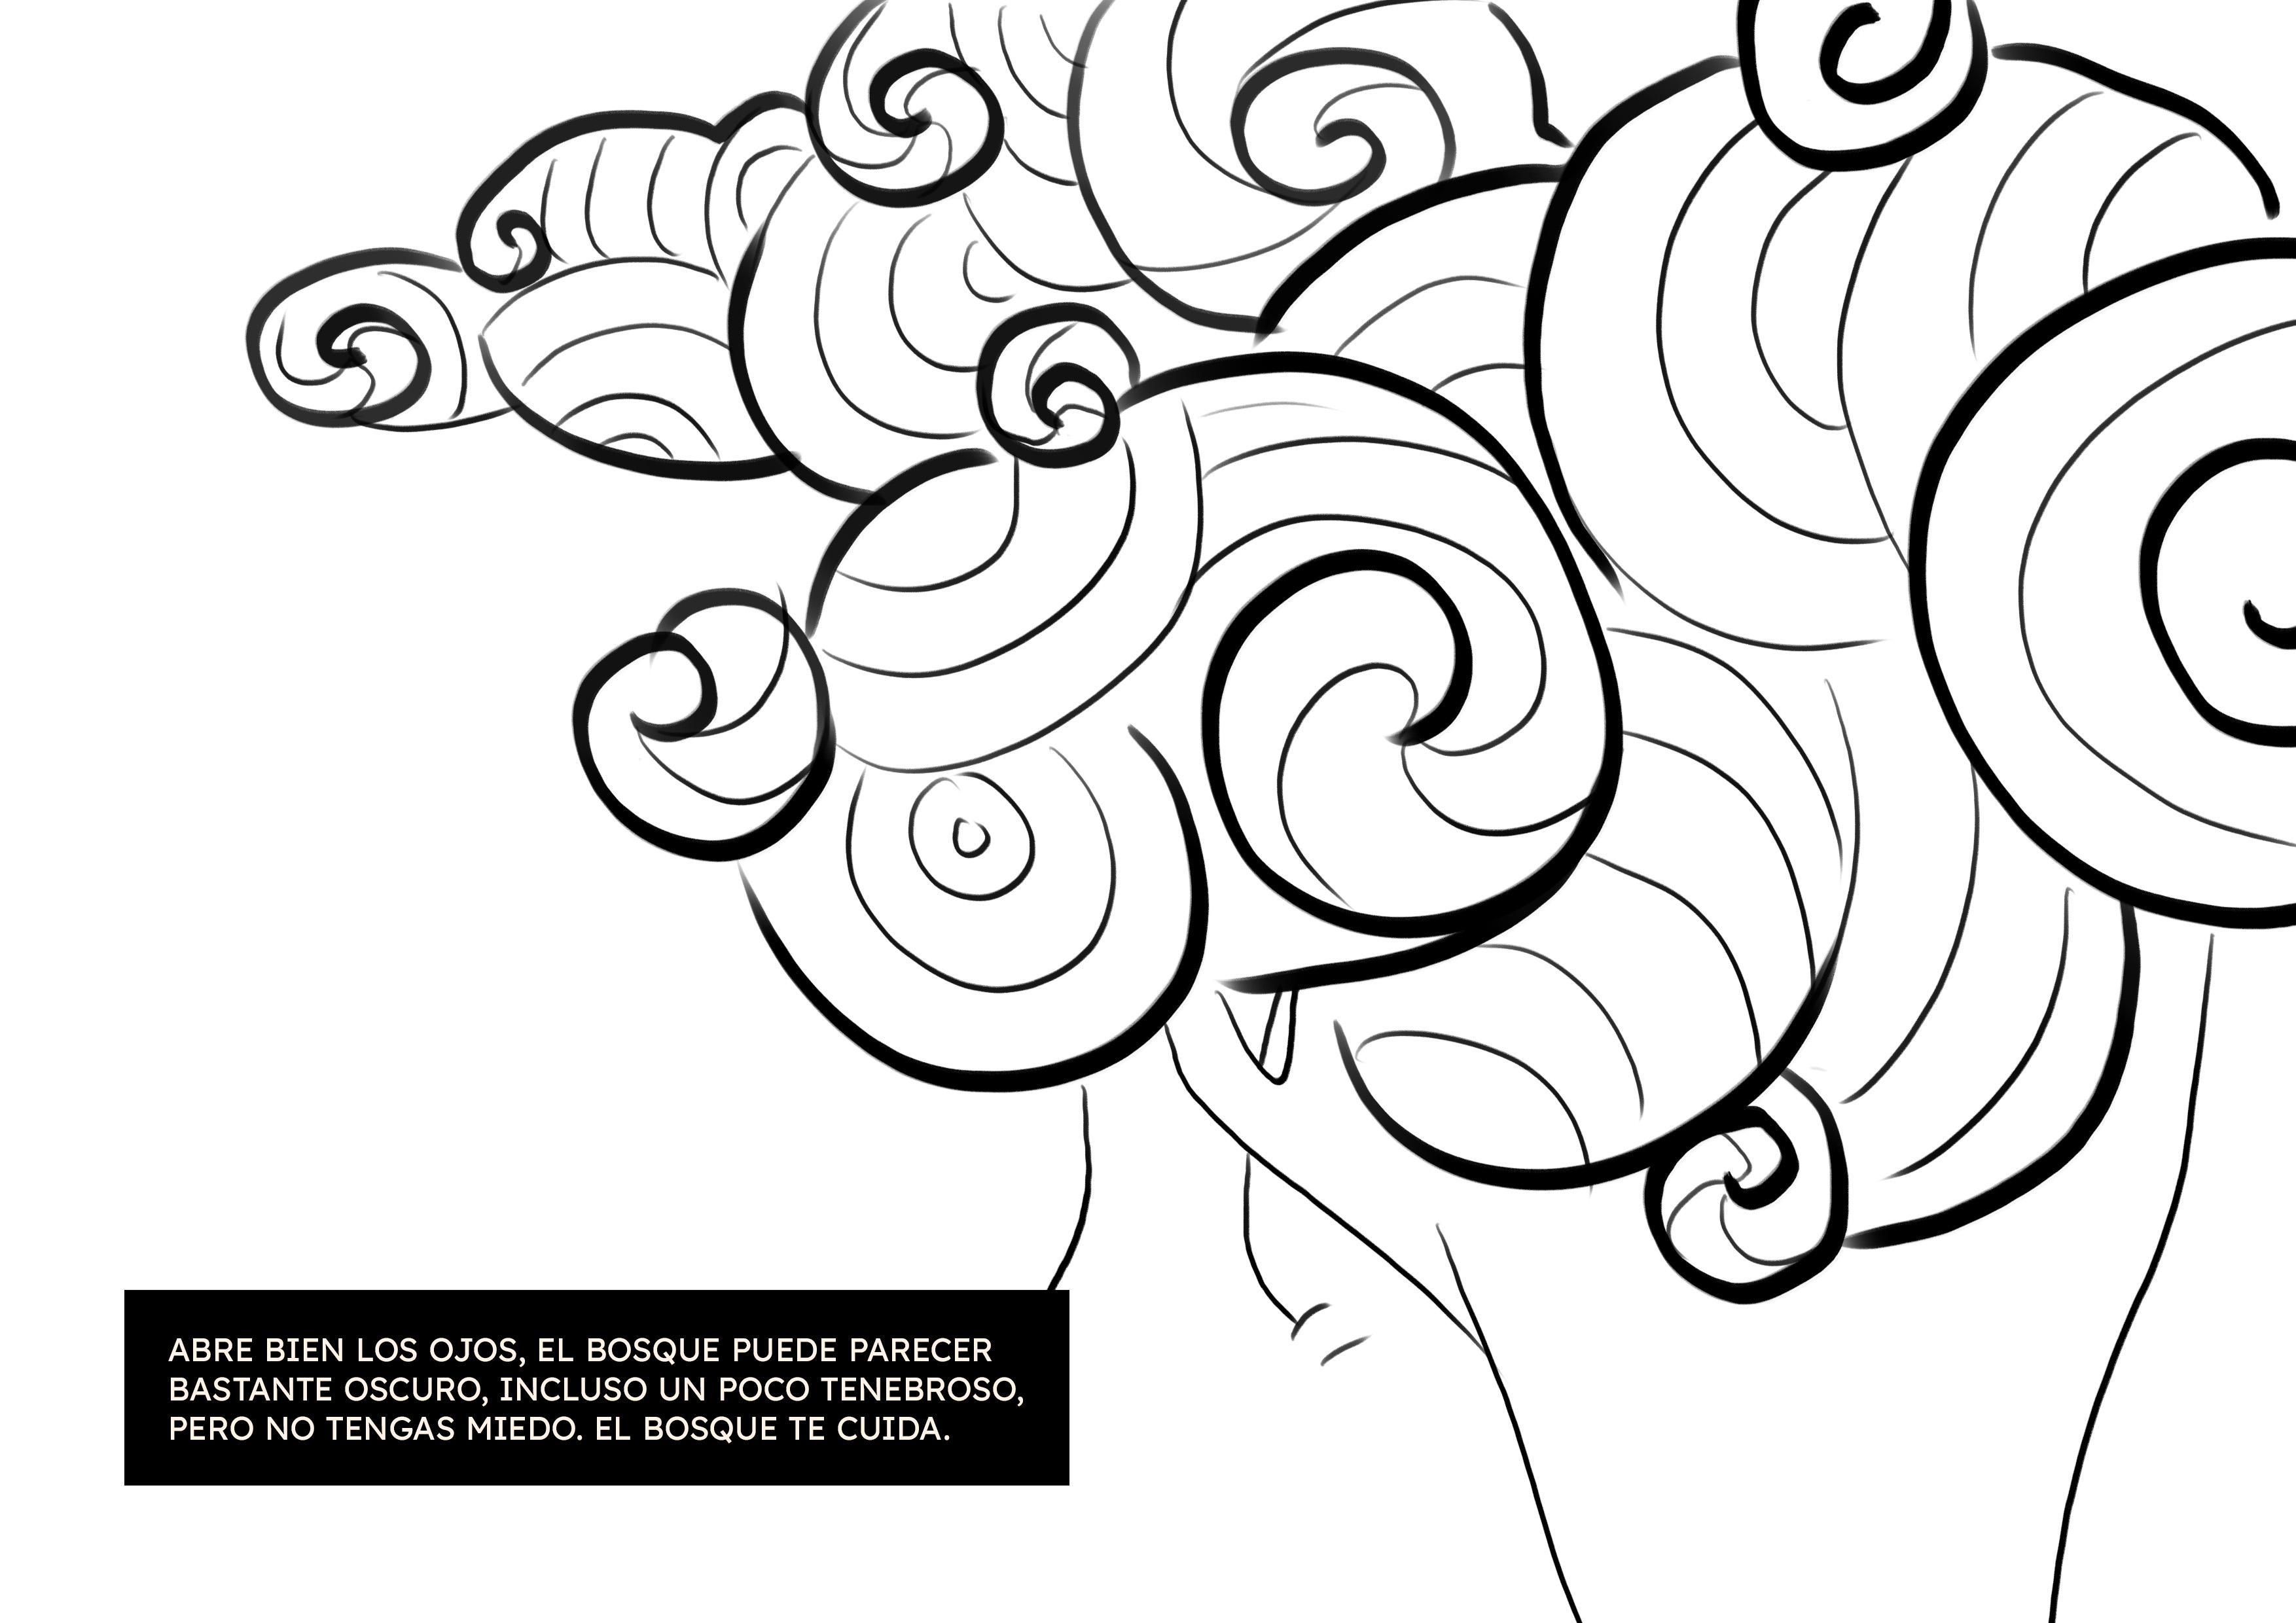 ABRE BIEN LOS OJOS, EL BOSQUE PUEDE PARECER
BASTANTE OSCURO, INCLUSO UN POCO TENEBROSO,
PERO NO TENGAS MIEDO. EL BOSQUE TE CUIDA.